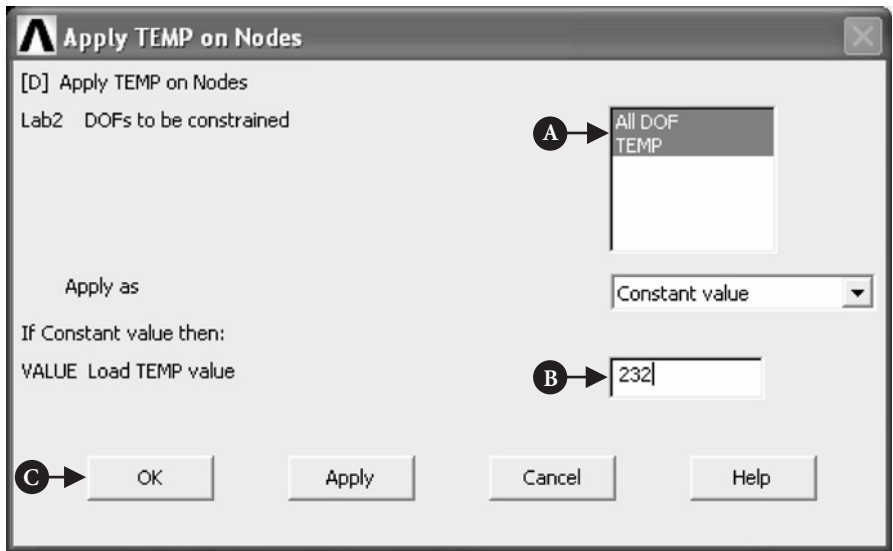 Apply TEMP on Nodes
[D] Apply TEMP on Nodes
Lab2 DOFs to be constrained
A
All DOF
TEMP
Apply as
Constant value
If Constant value then:
VALUE Load TEMP value
B
232
C
OK
Apply
Cancel
Help